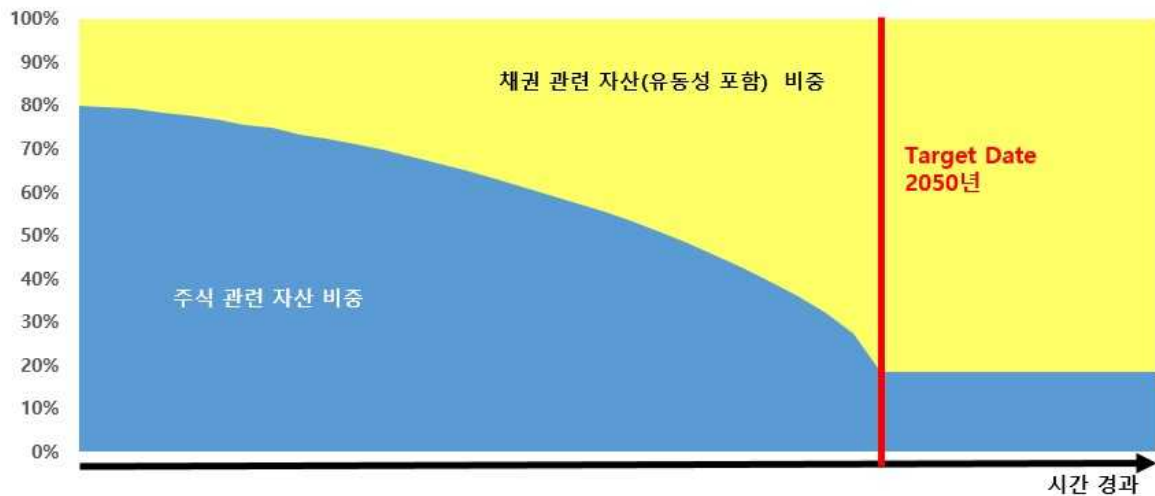 100%
90%
80%
70%
60%
50%
40%
30%
20%
10%
0%
채권 관련 자산(유동성 포함) 비중
Target Date
2050년
주식 관련 자산 비중
시간 경과